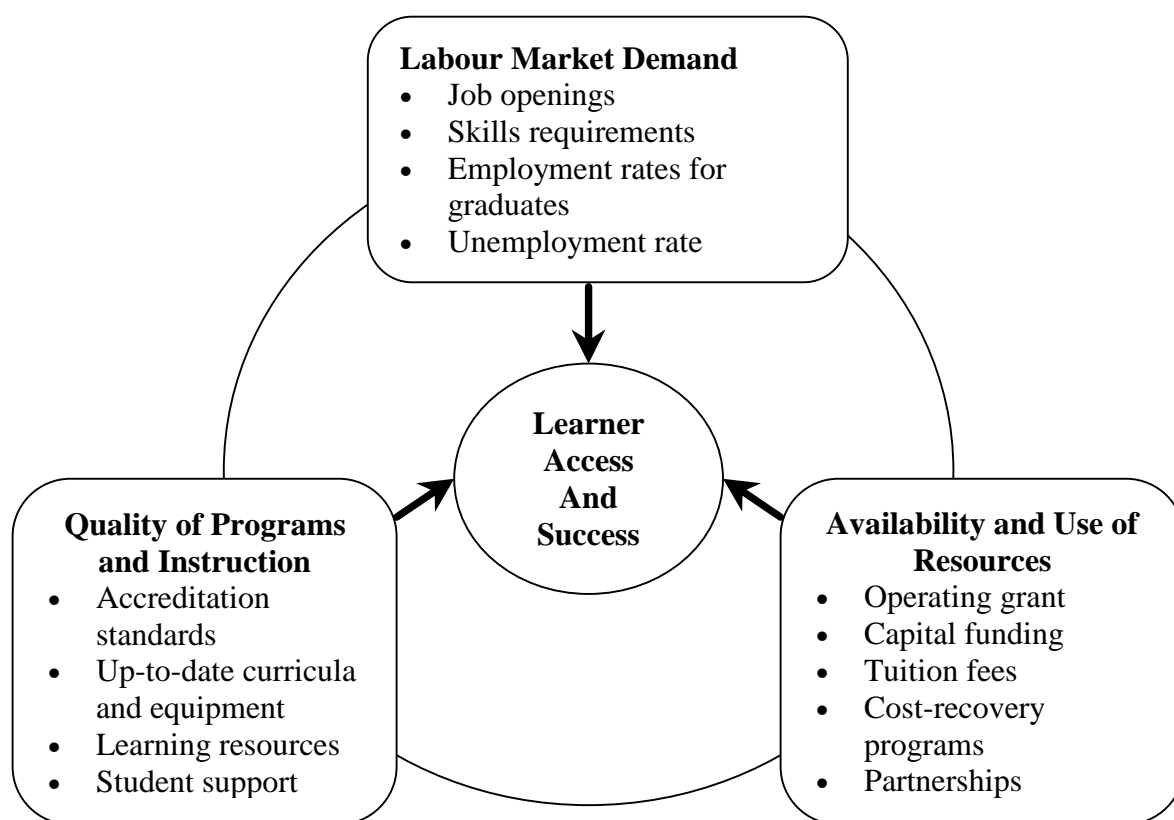 Labour Market Demand
• Job openings
• Skills requirements
• Employment rates for
graduates
• Unemployment rate
Learner
Access
And
Success
Quality of Programs
and Instruction
• Accreditation
standards
• Up-to-date curricula
and equipment
• Learning resources
• Student support
Availability and Use of
Resources
• Operating grant
• Capital funding
• Tuition fees
• Cost-recovery
programs
• Partnerships